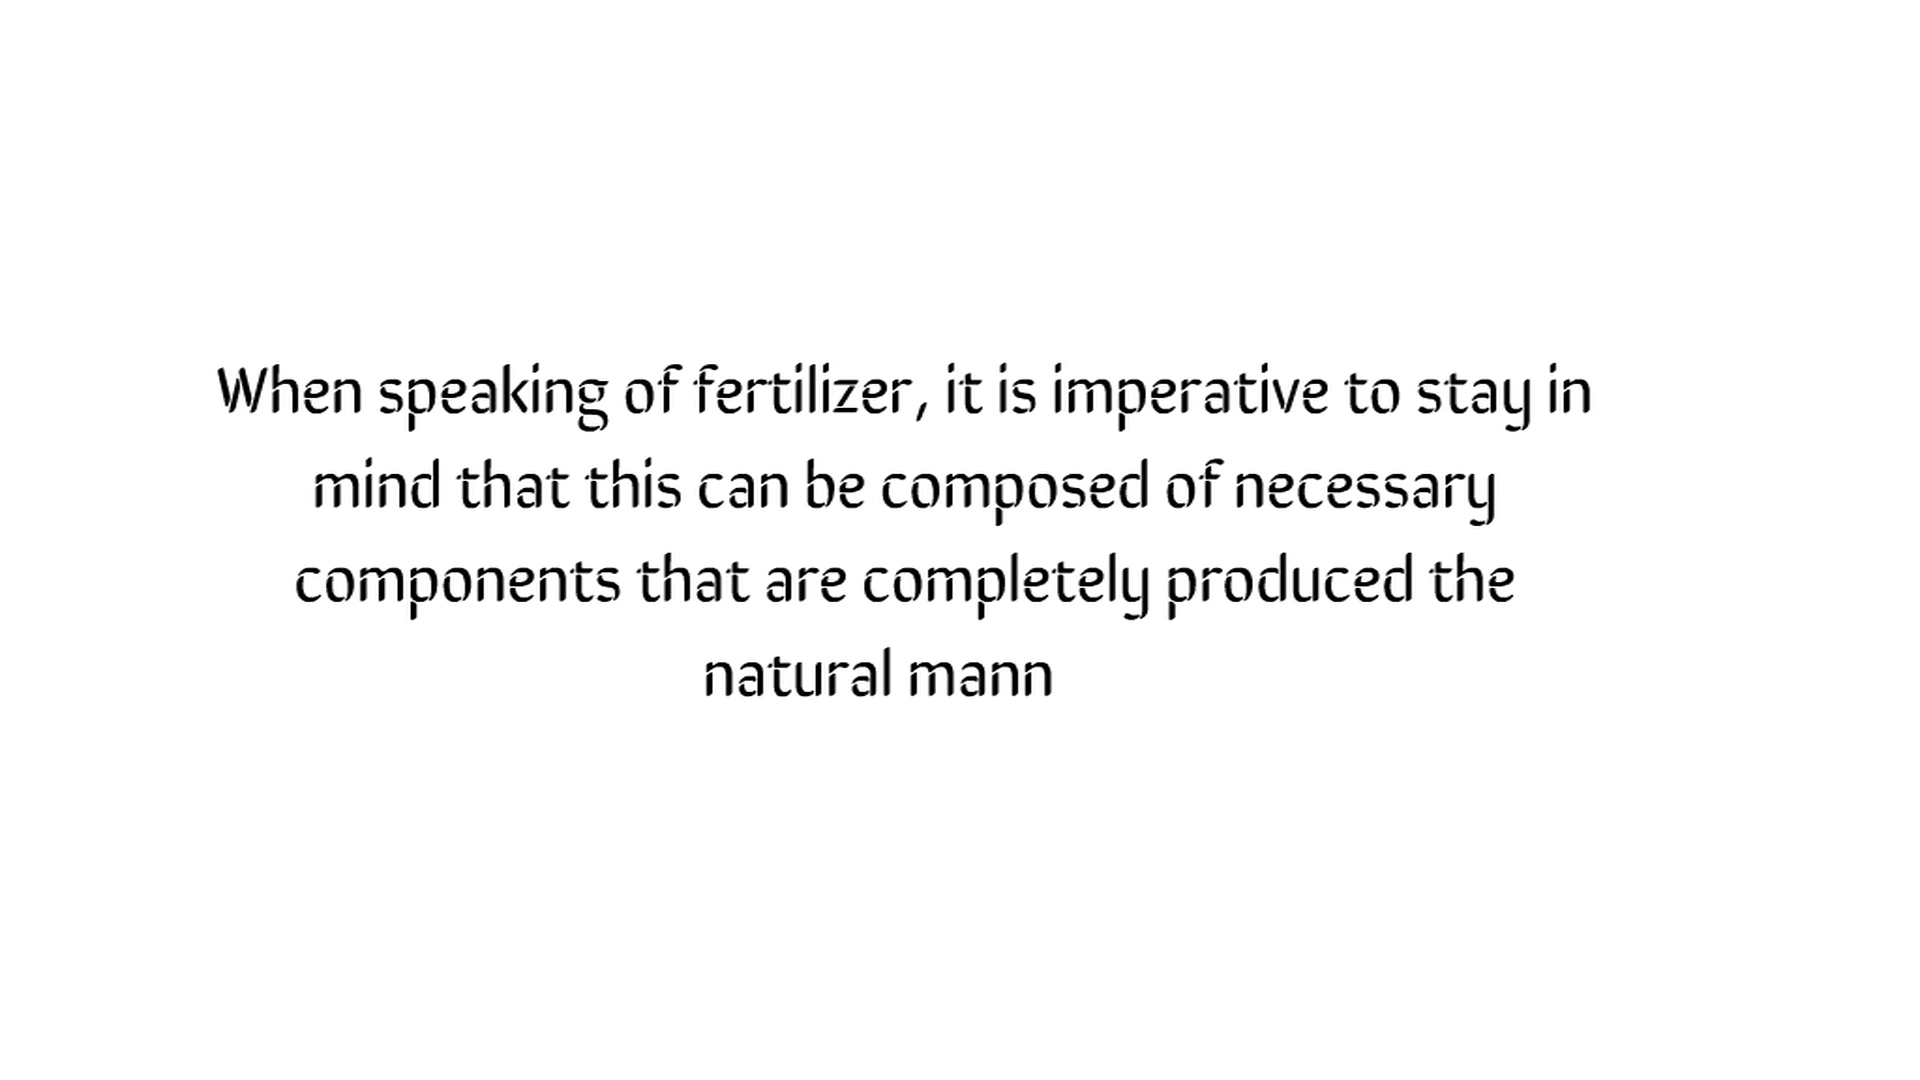 When speaking of fertilizer, it is imperative to stay in
mind that this can be composed of necessary
components that are completely produced the
natural mann